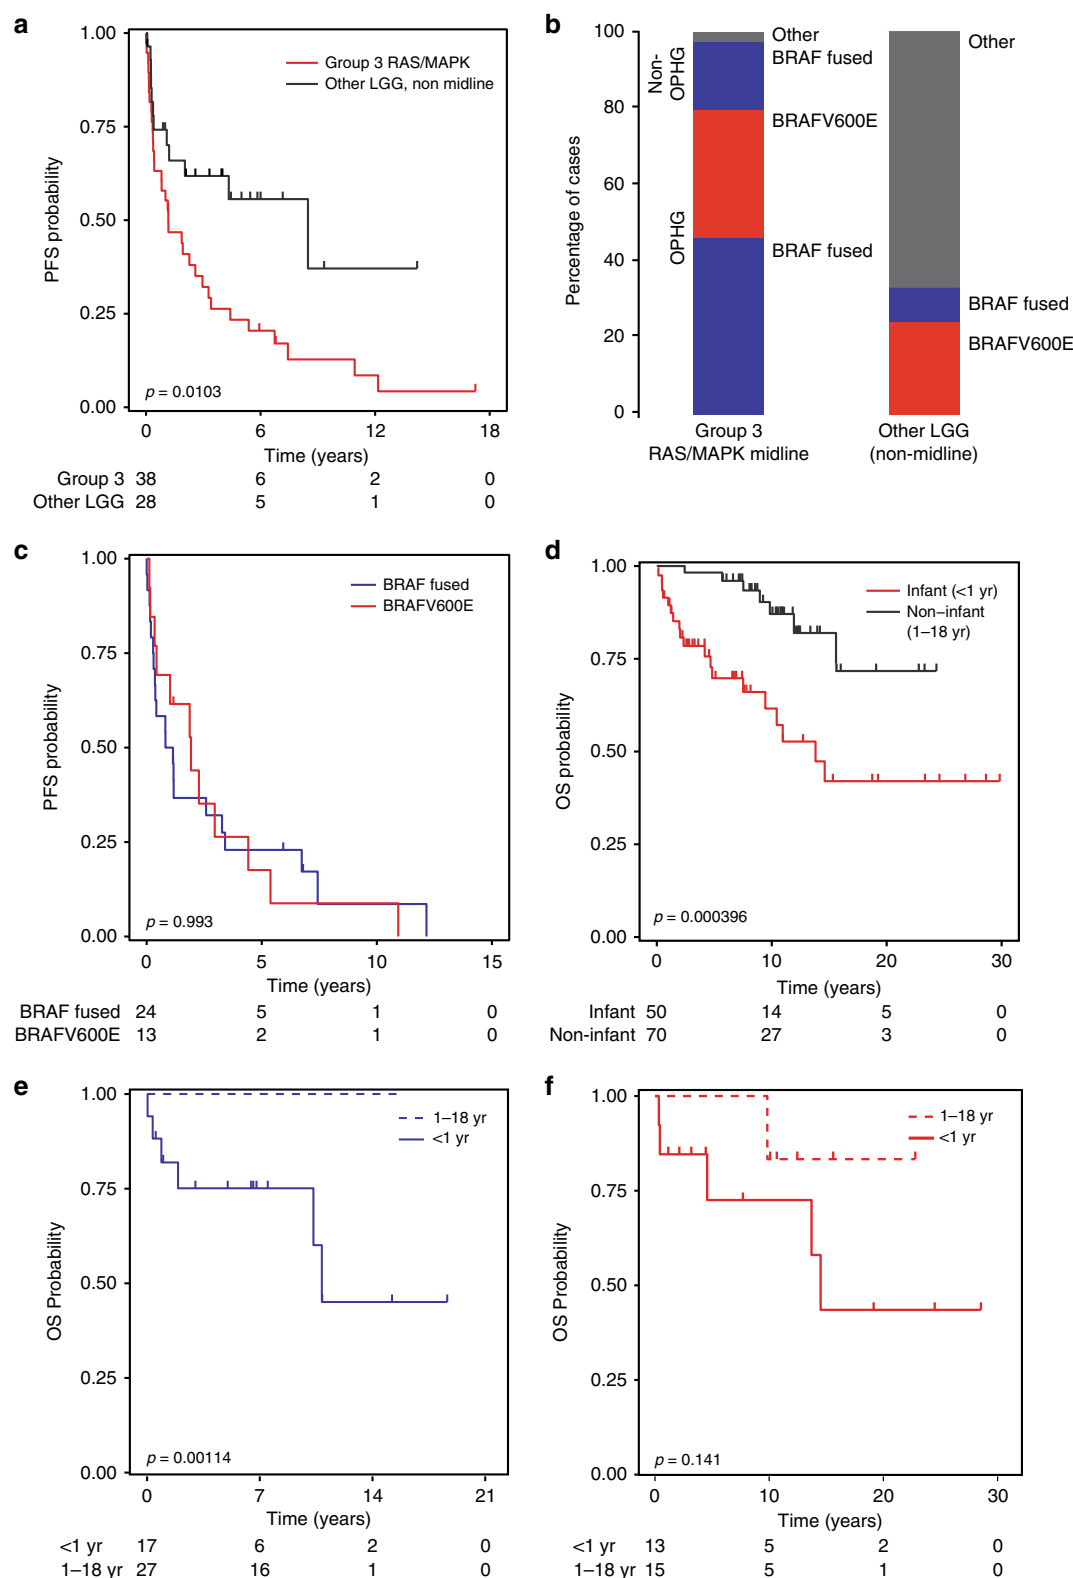 a
1.00
0.75
0.50
0.25
0.00
PFS probability
Group 3 RAS/MAPK
Other LGG, non midline
p = 0.0103
0 6 12 18
Time (years)
Group 3 38 6 2 0
Other LGG 28 5 1 0
b
100
80
60
40
20
0
Percentage of cases
Non-
OPHG
OPHG
Other
BRAF fused
BRAFV600E
BRAF fused
Other
BRAF fused
BRAFV600E
Group 3
RAS/MAPK midline
Other LGG
(non-midline)
c
1.00
0.75
0.50
0.25
0.00
PFS probability
BRAF fused
BRAFV600E
p = 0.993
0 5 10 15
Time (years)
BRAF fused 24 5 1 0
BRAFV600E 13 2 1 0
d
1.00
0.75
0.50
0.25
0.00
OS probability
Infant (<1 yr)
Non–infant
(1–18 yr)
p = 0.000396
0 10 20 30
Time (years)
Infant 50 14 5 0
Non-infant 70 27 3 0
e
1.00
0.75
0.50
0.25
0.00
OS Probability
1–18 yr
<1 yr
p = 0.00114
0 7 14 21
Time (years)
<1 yr 17 6 2 0
1–18 yr 27 16 1 0
f
1.00
0.75
0.50
0.25
0.00
OS Probability
1–18 yr
<1 yr
p = 0.141
0 10 20 30
Time (years)
<1 yr 13 5 2 0
1–18 yr 15 5 1 0